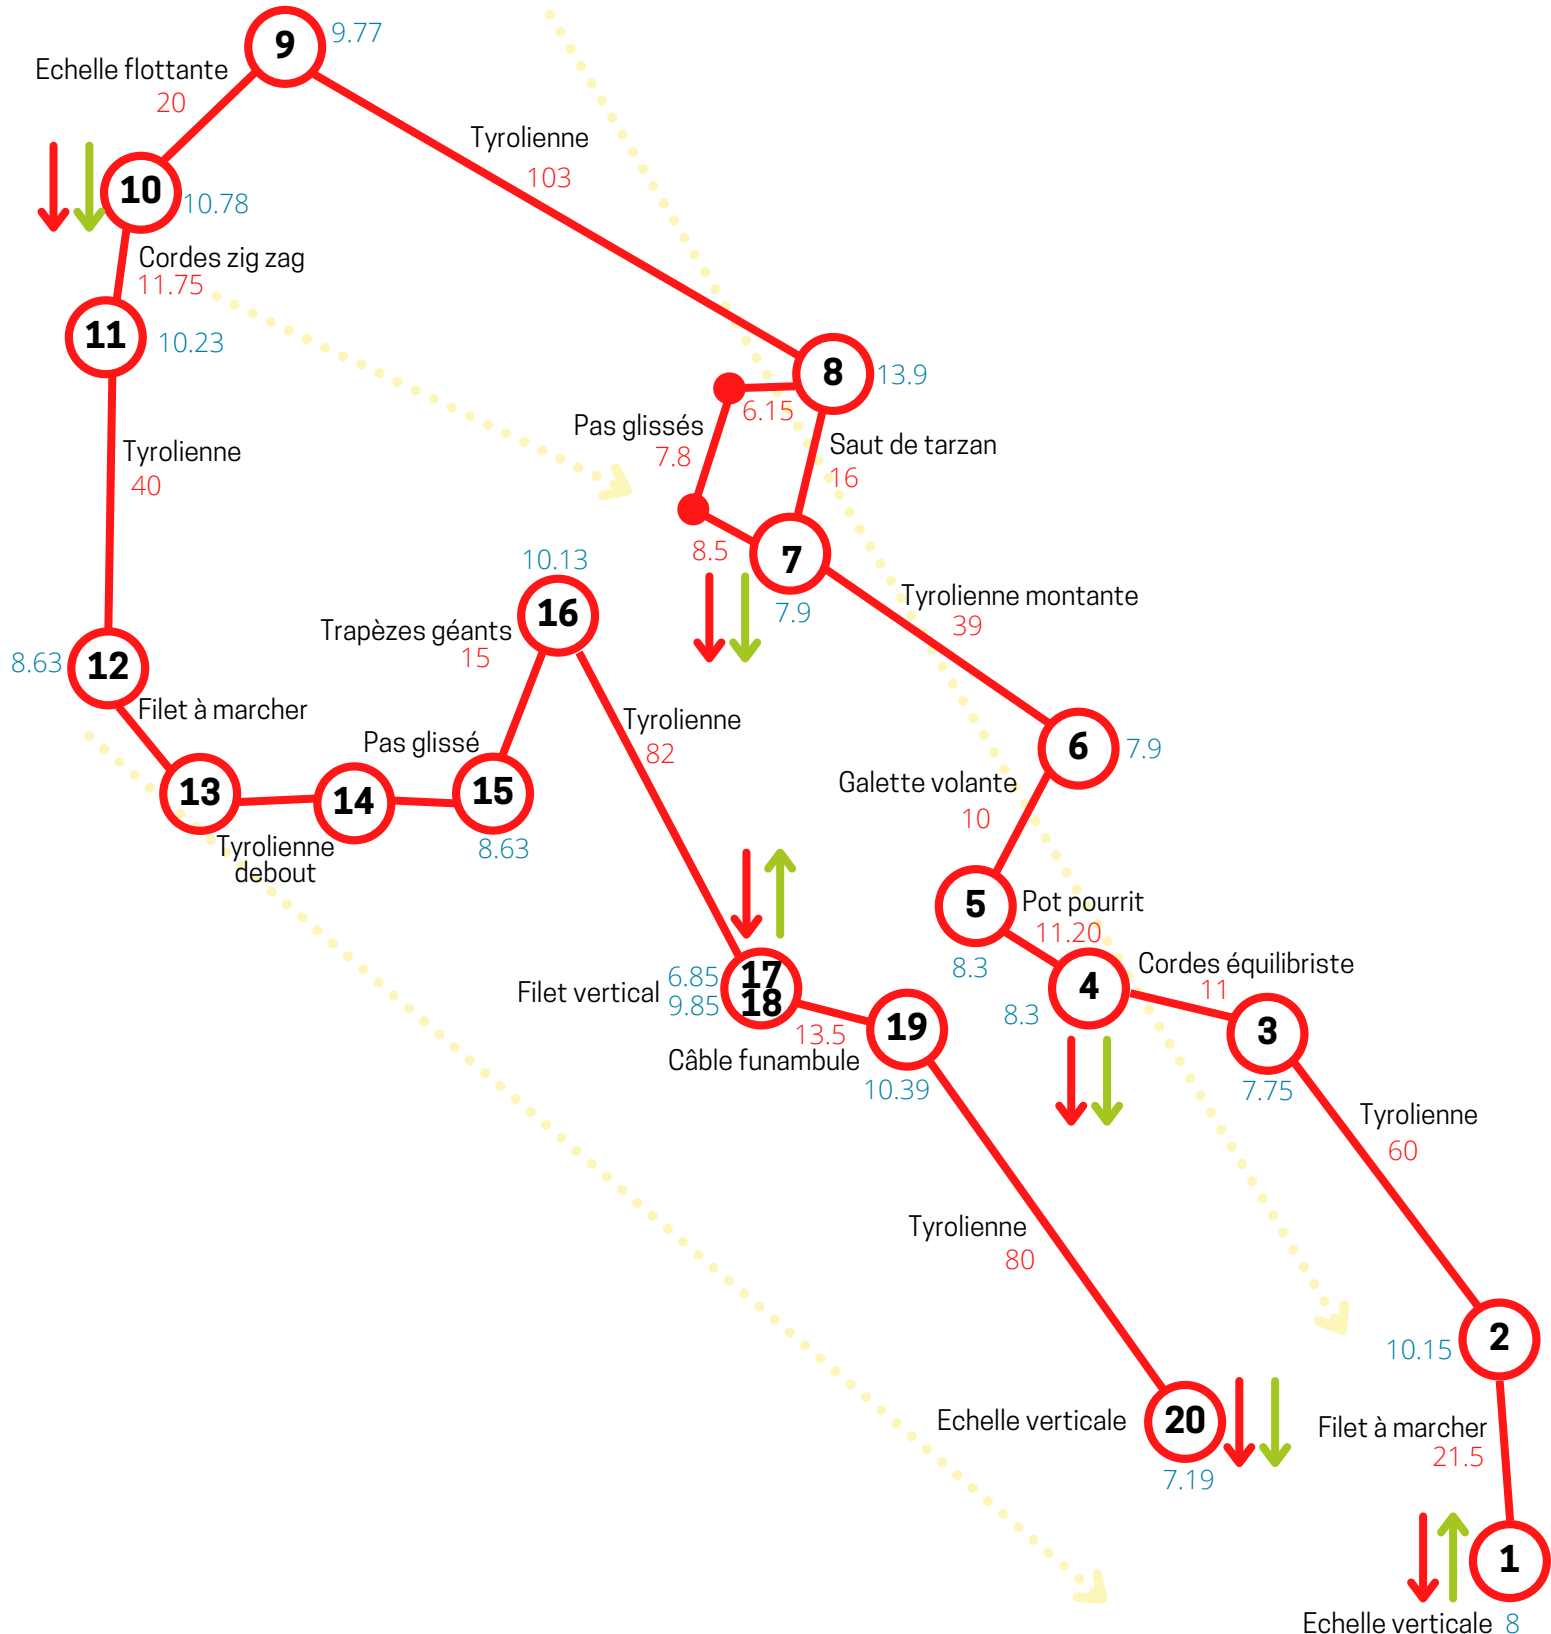 9
9.77
Echelle flottante
20
Tyrolienne
103
10
10.78
Cordes zig zag
11.75
11
10.23
8
13.9
6.15
Pas glissés
7.8
Saut de tarzan
16
Tyrolienne
40
8.5
7
7.9
10.13
16
Trapèzes géants
15
Tyrolienne montante
39
8.63
12
Filet à marcher
Tyrolienne
82
Pas glissé
6
7.9
13
14
15
8.63
Tyrolienne
debout
Galette volante
10
5
8.3
Pot pourrit
11.20
4
8.3
Cordes équilibriste
11
3
7.75
Filet vertical
6.85
9.85
17
18
13.5
Câble funambule
19
10.39
Tyrolienne
60
Tyrolienne
80
2
10.15
Echelle verticale
20
7.19
Filet à marcher
21.5
1
Echelle verticale 8